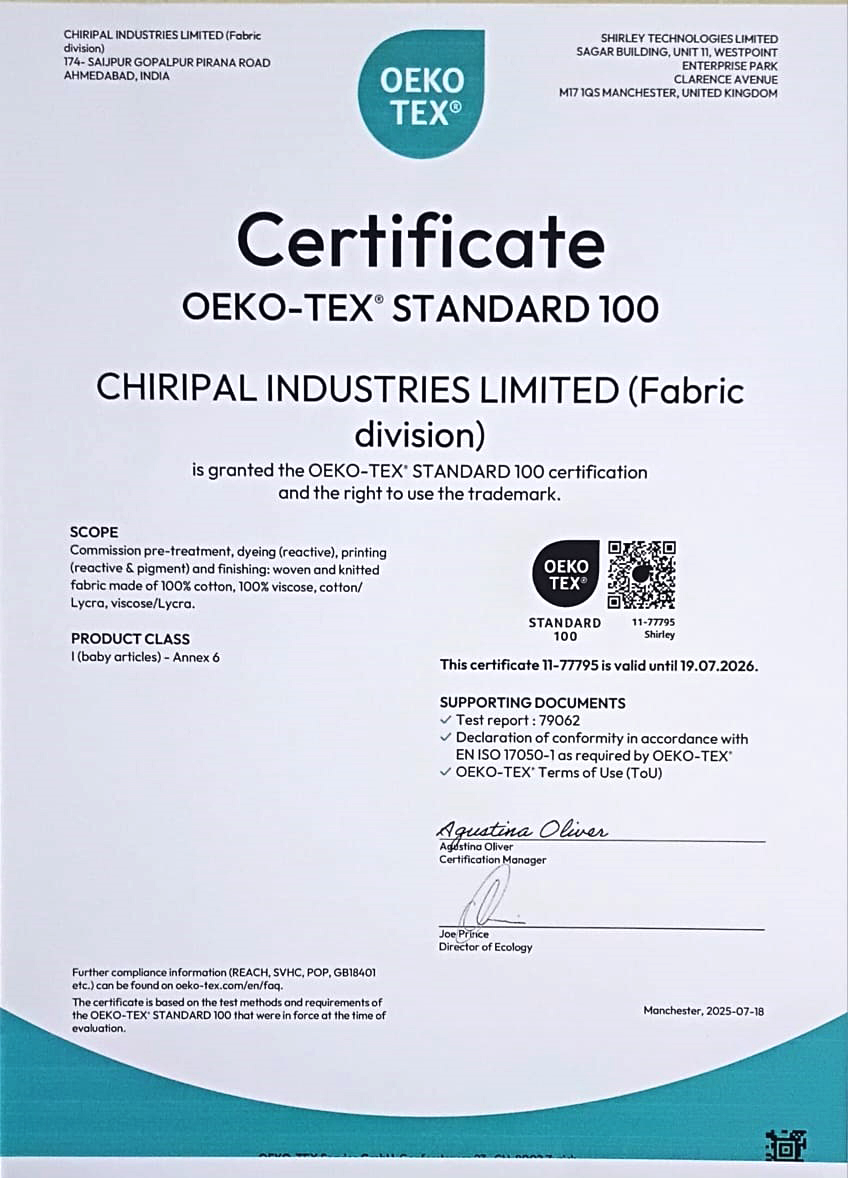 CHIRIPAL INDUSTRIES LIMITED (Fabric
division)
174- SAIJPUR GOPALPUR PIRANA ROAD
AHMEDABAD, INDIA
OEKO
TEX®
SHIRLEY TECHNOLOGIES LIMITED
SAGAR BUILDING, UNIT 11, WESTPOINT
ENTERPRISE PARK
CLARENCE AVENUE
M17 1QS MANCHESTER, UNITED KINGDOM
Certificate
OEKO-TEX® STANDARD 100
CHIRIPAL INDUSTRIES LIMITED (Fabric
division)
is granted the OEKO-TEX® STANDARD 100 certification
and the right to use the trademark.
SCOPE
Commission pre-treatment, dyeing (reactive), printing
(reactive & pigment) and finishing: woven and knitted
fabric made of 100% cotton, 100% viscose, cotton/
Lycra, viscose/Lycra.
PRODUCT CLASS
I (baby articles) - Annex 6
OEKO
TEX®
STANDARD
100
11-77795
Shirley
This certificate 11-77795 is valid until 19.07.2026.
SUPPORTING DOCUMENTS
✓ Test report : 79062
✓ Declaration of conformity in accordance with
EN ISO 17050-1 as required by OEKO-TEX®
✓ OEKO-TEX® Terms of Use (ToU)
Agustina Oliver
Agustina Oliver
Certification Manager
Joe Prince
Director of Ecology
Further compliance information (REACH, SVHC, POP, GB18401
etc.) can be found on oeko-tex.com/en/faq.
The certificate is based on the test methods and requirements of
the OEKO-TEX® STANDARD 100 that were in force at the time of
evaluation.
Manchester, 2025-07-18